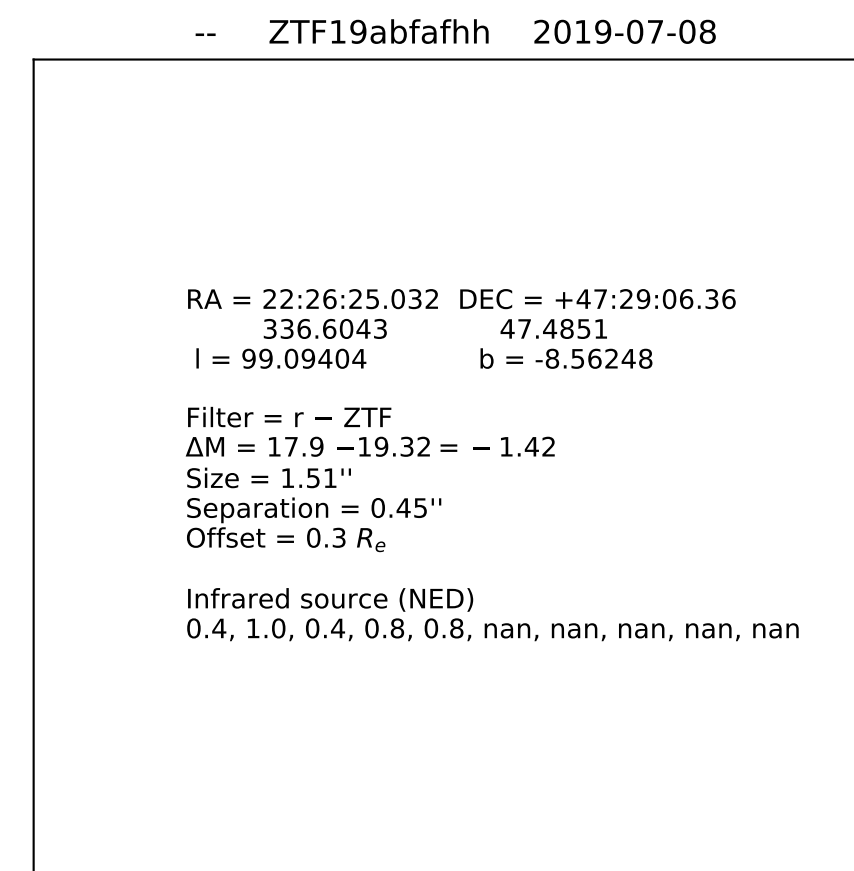 -- ZTF19abfafhh 2019-07-08
RA = 22:26:25.032 DEC = +47:29:06.36
336.6043 47.4851
l = 99.09404 b = -8.56248
Filter = r − ZTF
ΔM = 17.9 −19.32 = − 1.42
Size = 1.51''
Separation = 0.45''
Offset = 0.3 Re
Infrared source (NED)
0.4, 1.0, 0.4, 0.8, 0.8, nan, nan, nan, nan, nan